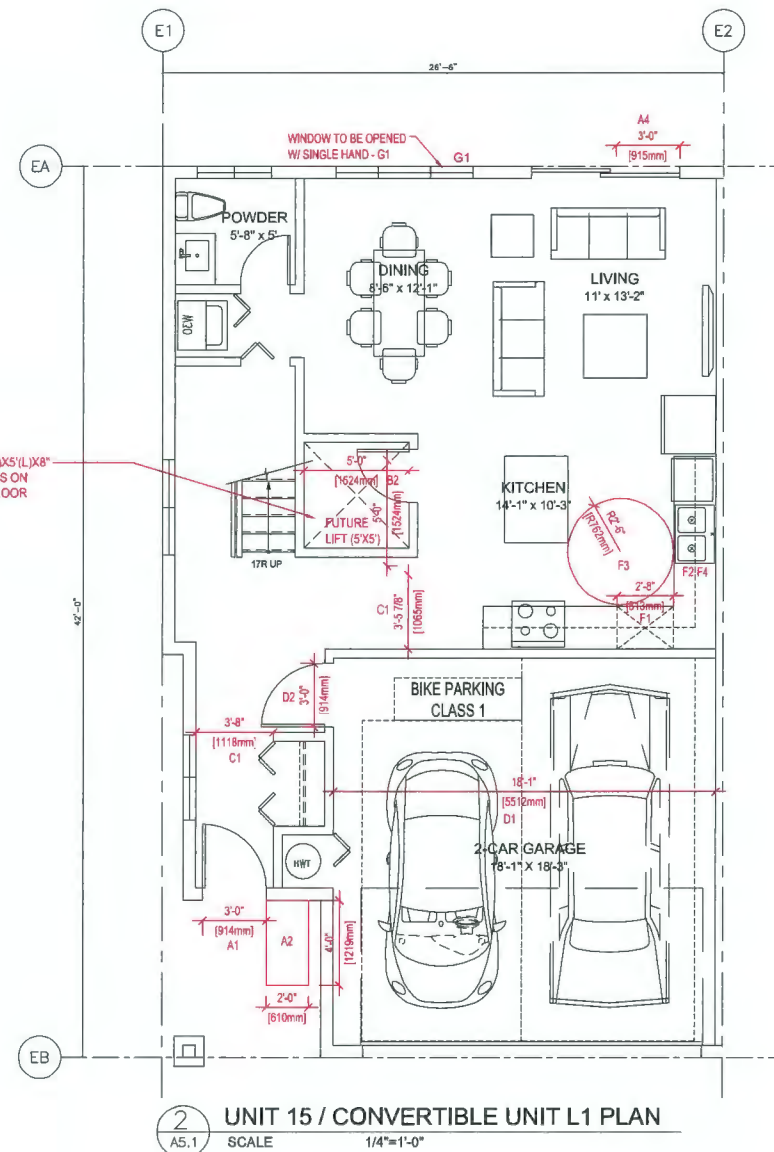 E1
E2
26'-6"
A4
3'-0"
[915mm]
WINDOW TO BE OPENED
W/ SINGLE HAND - G1
G1
EA
POWDER
5'-8" x 5'
DINING
8'-6" x 12'-1"
LIVING
11' x 13'-2"
W/D
)X5'(L)X8"
S ON
OOR
5'-0"
[1524mm]
B2
5'-0"
[1524mm]
FUTURE
LIFT (5'X5')
17R UP
KITCHEN
14'-1" x 10'-3"
R2'-6"
[R762mm]
F3
F2 F4
2'-8"
[813mm]
F1
42'-0"
C1
3'-5 7/8"
[1065mm]
D2
3'-0"
[914mm]
BIKE PARKING
CLASS 1
3'-8"
[1118mm]
C1
18'-1"
[5512mm]
D1
2-CAR GARAGE
18'-1" X 18'-3"
HWT
3'-0"
[914mm]
A1
A2
4'-0"
[1219mm]
2'-0"
[610mm]
EB
2
A5.1
UNIT 15 / CONVERTIBLE UNIT L1 PLAN
SCALE 1/4"=1'-0"